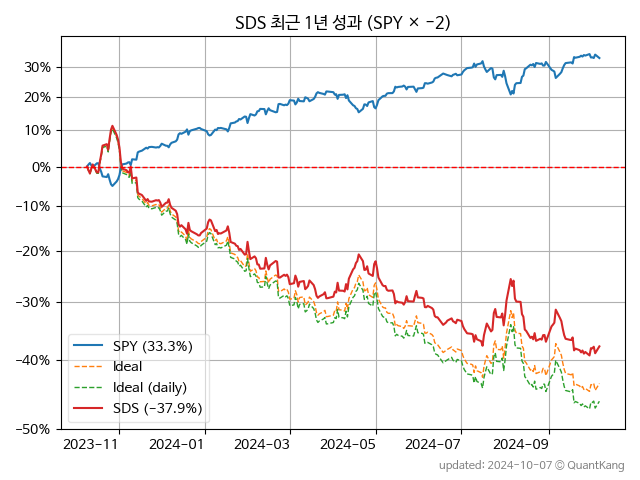 SDS 최근 1년 성과 (SPY × −2)
30%
20%
10%
0%
−10%
−20%
−30%
−40%
−50%
SPY (33.3%)
Ideal
Ideal (daily)
SDS (−37.9%)
2023−11 2024−01 2024−03 2024−05 2024−07 2024−09
updated: 2024-10-07 © QuantKang